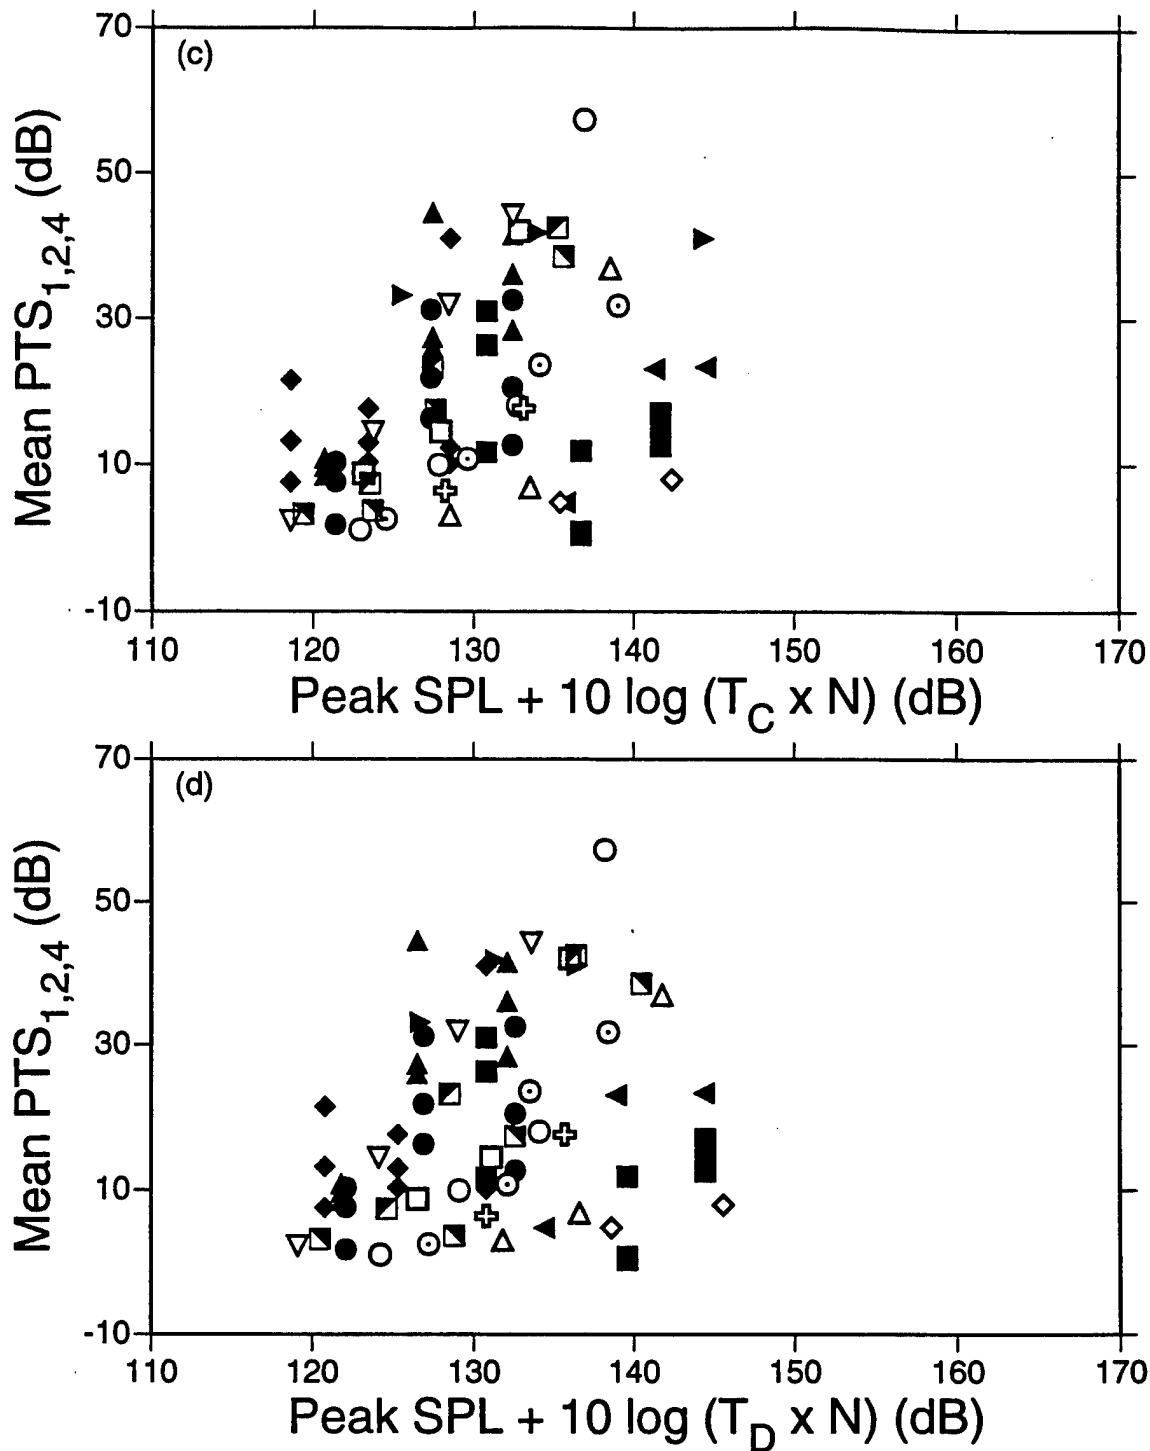 (c)
Mean PTS1,2,4 (dB)
70
50
30
10
-10
110 120 130 140 150 160 170
Peak SPL + 10 log (TC x N) (dB)
(d)
Mean PTS1,2,4 (dB)
70
50
30
10
-10
110 120 130 140 150 160 170
Peak SPL + 10 log (TD x N) (dB)